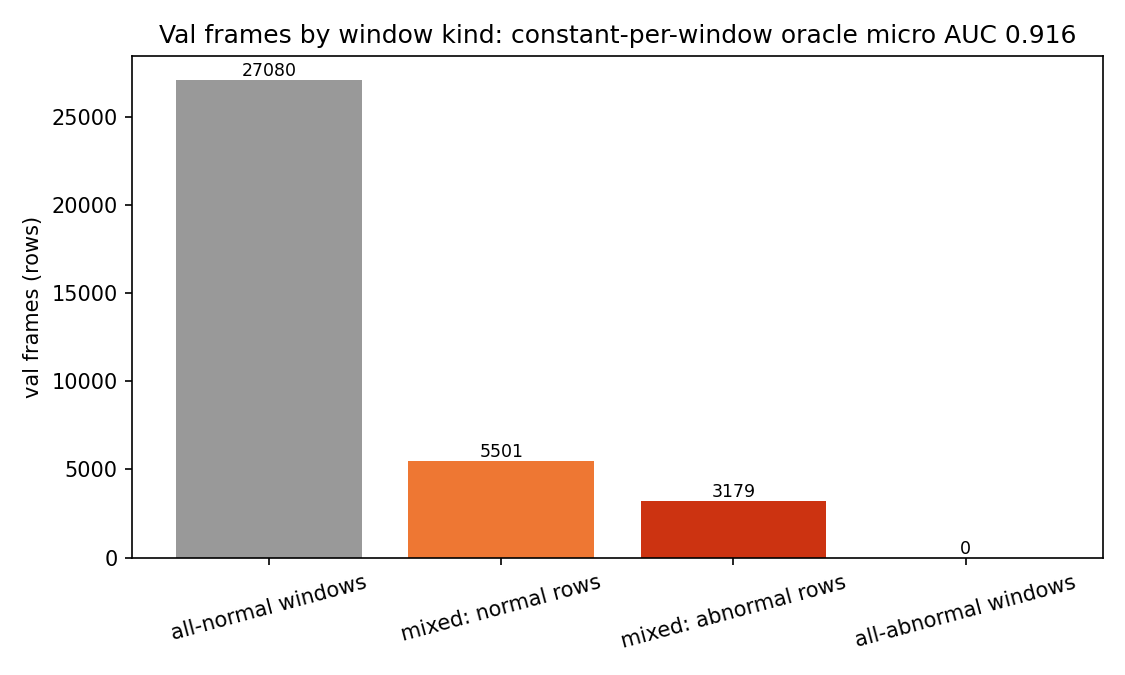 Val frames by window kind: constant-per-window oracle micro AUC 0.916
val frames (rows)
25000
20000
15000
10000
5000
0
27080
5501
3179
0
all-normal windows
mixed: normal rows
mixed: abnormal rows
all-abnormal windows